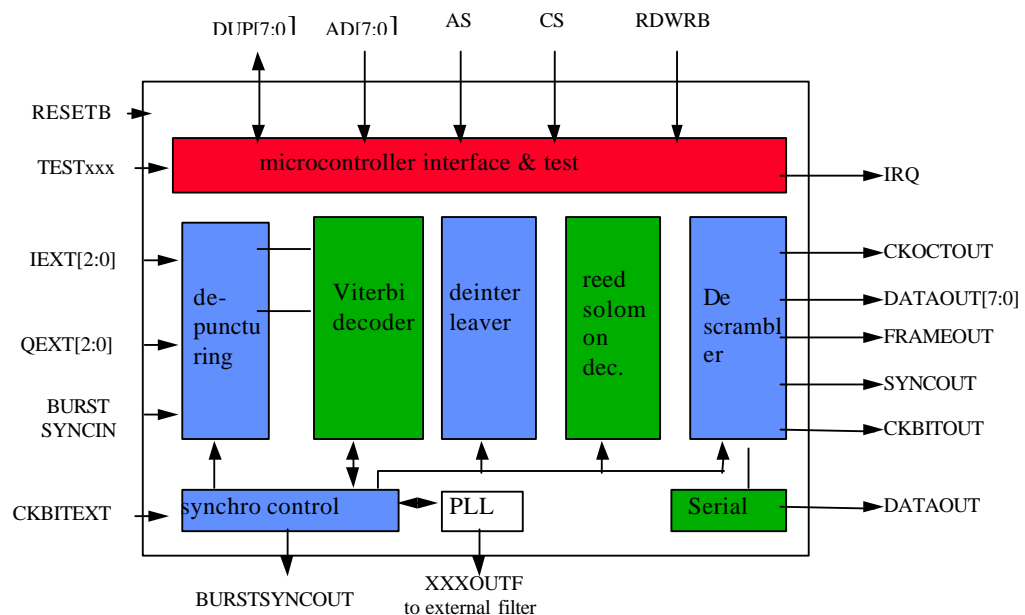 DUP[7:0]
AD[7:0]
AS
CS
RDWRB
RESETB
TESTxxx
microcontroller interface & test
IRQ
IEXT[2:0]
QEXT[2:0]
BURST
SYNCIN
de-
punctu
ring
Viterbi
decoder
deinter
leaver
reed
solom
on
dec.
De
scrambl
er
CKOCTOUT
DATAOUT[7:0]
FRAMEOUT
SYNCOUT
CKBITOUT
CKBITEXT
synchro control
PLL
Serial
DATAOUT
BURSTSYNCOUT
XXXOUTF
to external filter